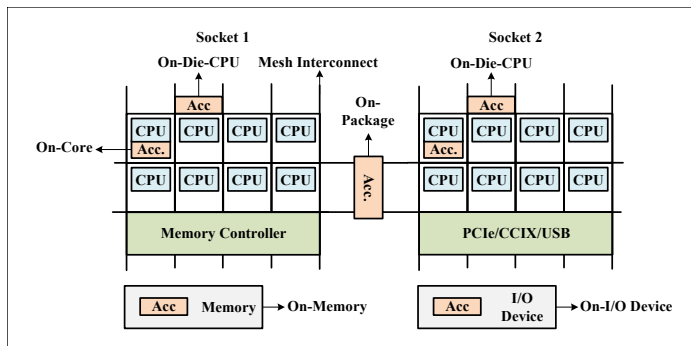 Socket 1
Socket 2
On-Die-CPU
Mesh Interconnect
On-Die-CPU
Acc
On-
Package
Acc
CPU CPU CPU CPU
CPU CPU CPU CPU
On-Core
Acc.
Acc.
Acc.
CPU CPU CPU CPU
CPU CPU CPU CPU
Memory Controller
PCIe/CCIX/USB
Acc
Memory
On-Memory
Acc
I/O
Device
On-I/O Device